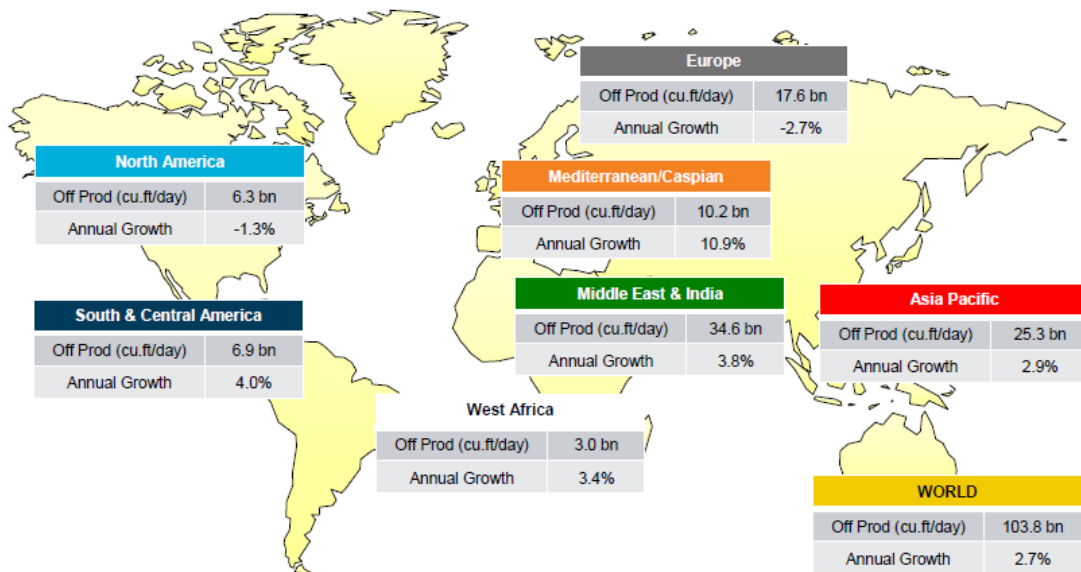 Europe
Off Prod (cu.ft/day) 17.6 bn
Annual Growth -2.7%
North America
Off Prod (cu.ft/day) 6.3 bn
Annual Growth -1.3%
Mediterranean/Caspian
Off Prod (cu.ft/day) 10.2 bn
Annual Growth 10.9%
Middle East & India
Off Prod (cu.ft/day) 34.6 bn
Annual Growth 3.8%
Asia Pacific
Off Prod (cu.ft/day) 25.3 bn
Annual Growth 2.9%
South & Central America
Off Prod (cu.ft/day) 6.9 bn
Annual Growth 4.0%
West Africa
Off Prod (cu.ft/day) 3.0 bn
Annual Growth 3.4%
WORLD
Off Prod (cu.ft/day) 103.8 bn
Annual Growth 2.7%